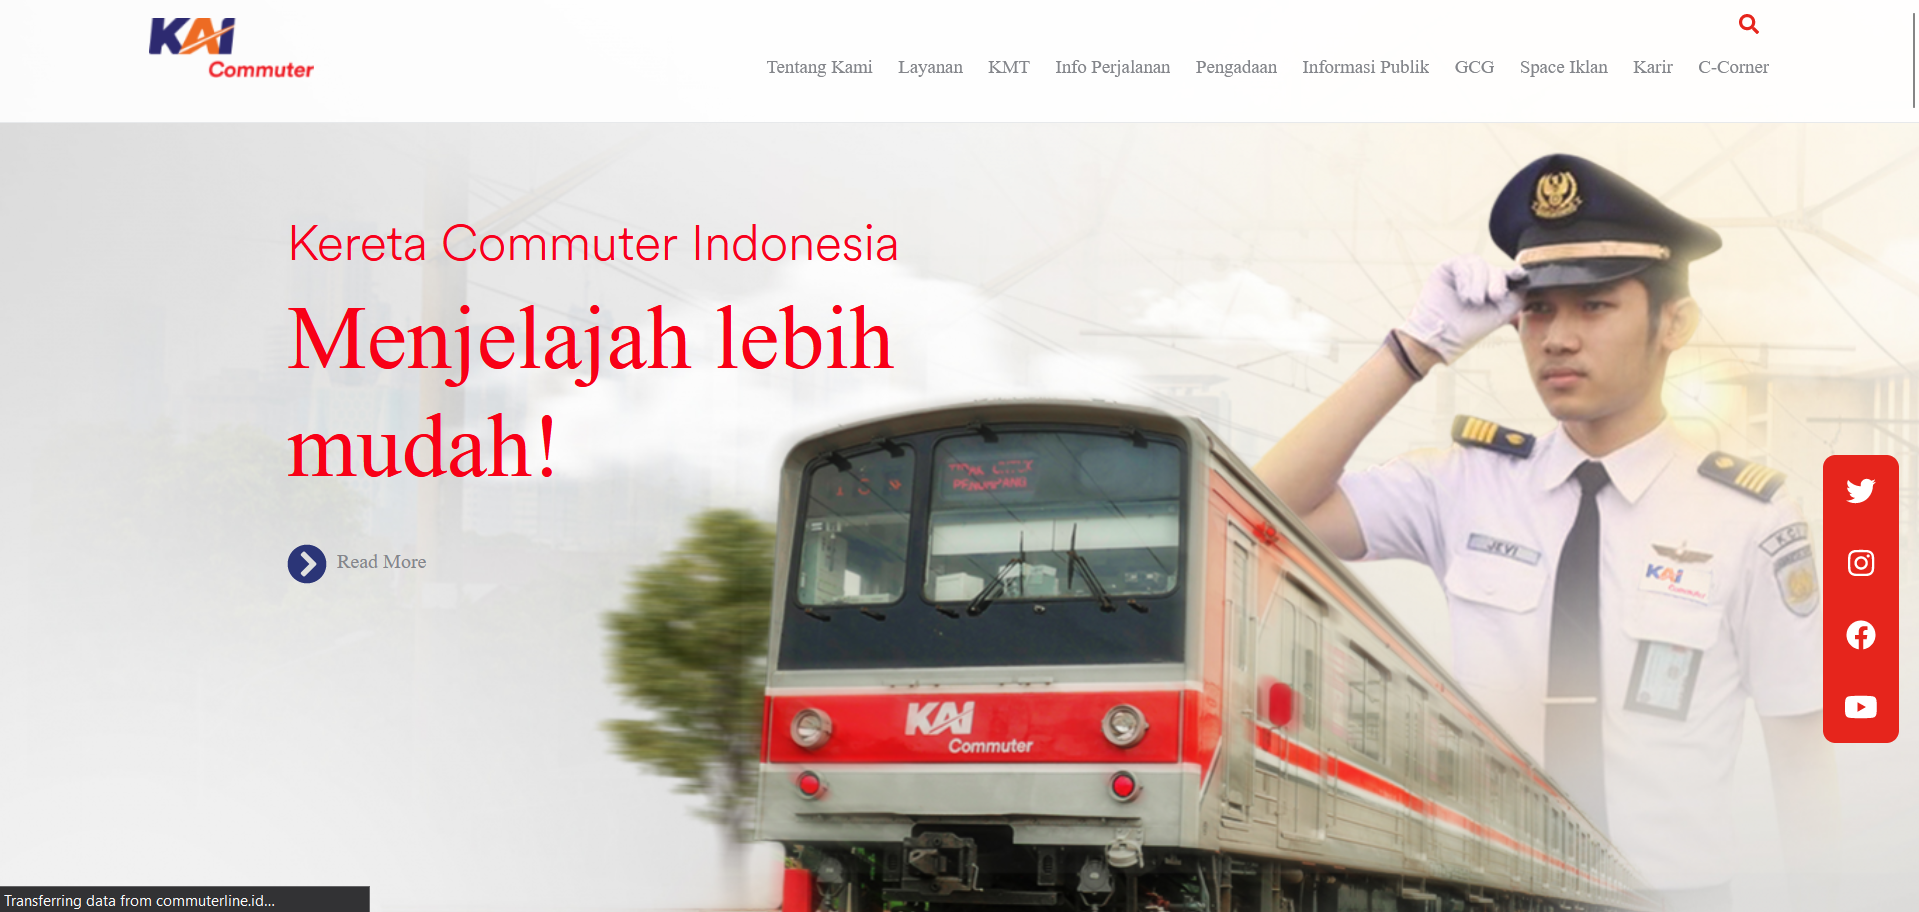 KAI
Commuter
Tentang Kami Layanan KMT Info Perjalanan Pengadaan Informasi Publik GCG Space Iklan Karir C-Corner
Kereta Commuter Indonesia
Menjelajah lebih
mudah!
Read More
JEVI
KAI
Commuter
KAI
Commuter
Transferring data from commuterline.id...